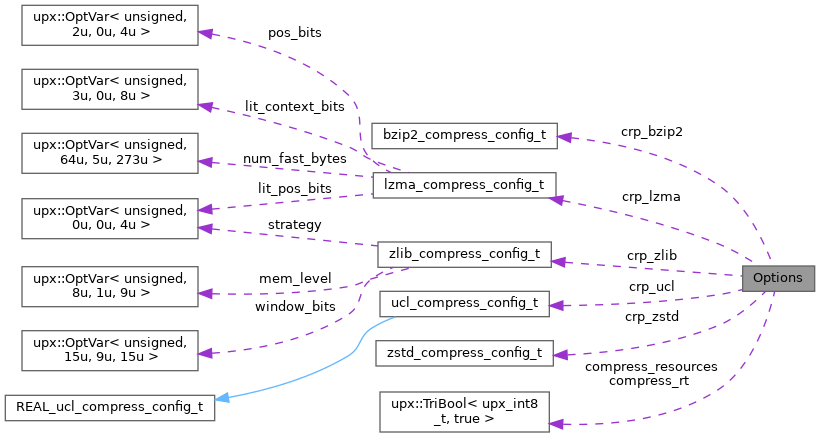 upx::OptVar< unsigned,
2u, 0u, 4u >
pos_bits
upx::OptVar< unsigned,
3u, 0u, 8u >
lit_context_bits
bzip2_compress_config_t
crp_bzip2
upx::OptVar< unsigned,
64u, 5u, 273u >
num_fast_bytes
lzma_compress_config_t
lit_pos_bits
crp_lzma
upx::OptVar< unsigned,
0u, 0u, 4u >
strategy
zlib_compress_config_t
crp_zlib
Options
upx::OptVar< unsigned,
8u, 1u, 9u >
mem_level
crp_ucl
window_bits
ucl_compress_config_t
crp_zstd
upx::OptVar< unsigned,
15u, 9u, 15u >
zstd_compress_config_t
compress_resources
compress_rt
REAL_ucl_compress_config_t
upx::TriBool< upx_int8
_t, true >